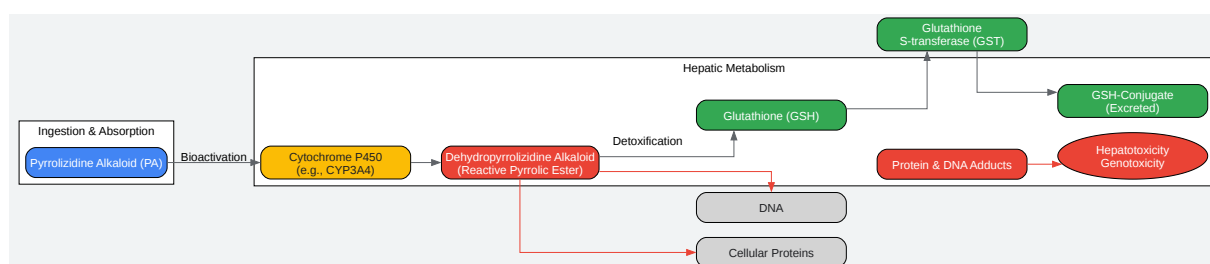 Glutathione
S-transferase (GST)
Hepatic Metabolism
GSH-Conjugate
(Excreted)
Glutathione (GSH)
Ingestion & Absorption
Detoxification
Pyrrolizidine Alkaloid (PA)
Bioactivation
Cytochrome P450
(e.g., CYP3A4)
Dehydropyrrolizidine Alkaloid
(Reactive Pyrrolic Ester)
Protein & DNA Adducts
Hepatotoxicity
Genotoxicity
DNA
Cellular Proteins